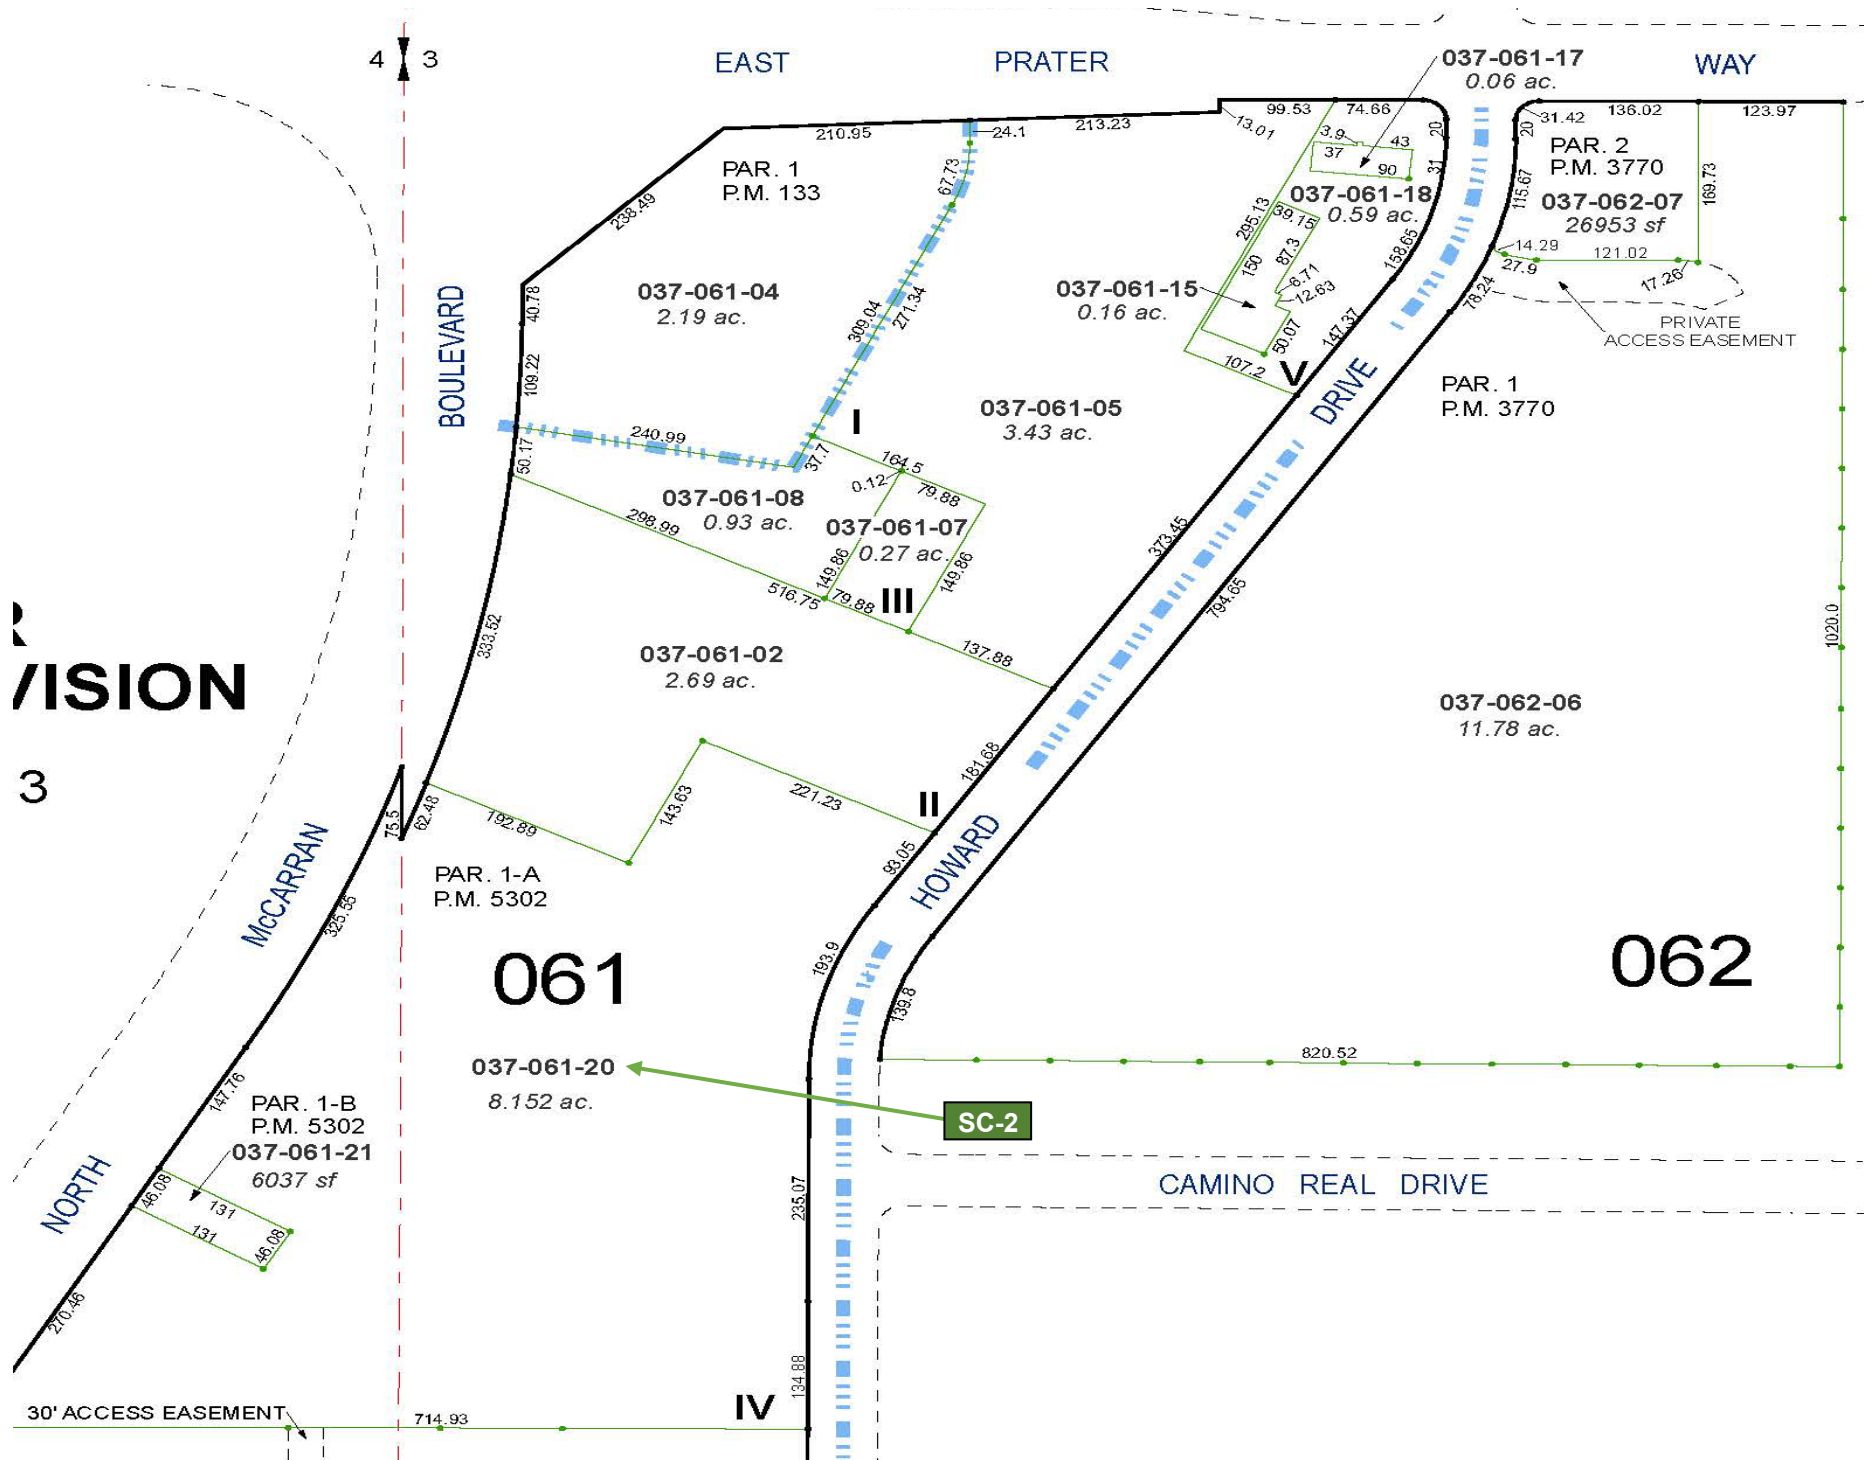 4 3
EAST PRATER WAY
037-061-17
0.06 ac.
99.53
74.66
13.01
210.95
24.1
213.23
3.9
43
37
90
20
31
20
31.42
136.02
123.97
PAR. 2
P.M. 3770
037-062-07
26953 sf
115.67
169.73
14.29
27.9
121.02
17.26
78.24
PRIVATE
ACCESS EASEMENT
PAR. 1
P.M. 133
238.49
67.73
037-061-18
0.59 ac.
295.13
39.15
87.3
150
6.71
12.63
50.07
158.65
147.37
107.2
037-061-15
0.16 ac.
037-061-04
2.19 ac.
40.78
109.22
BOULEVARD
309.04
271.34
V
DRIVE
PAR. 1
P.M. 3770
037-061-05
3.43 ac.
I
240.99
37.7
50.17
164.5
0.12
79.88
037-061-08
0.93 ac.
037-061-07
0.27 ac.
298.99
149.86
149.86
516.75
79.88
III
137.88
373.45
794.65
1020.0
R
VISION
3
333.52
037-061-02
2.69 ac.
037-062-06
11.78 ac.
181.68
II
221.23
143.63
192.89
75.5
62.48
93.05
HOWARD
McCARRAN
325.55
PAR. 1-A
P.M. 5302
061
062
193.9
139.8
820.52
037-061-20
8.152 ac.
SC-2
147.76
PAR. 1-B
P.M. 5302
037-061-21
6037 sf
NORTH
46.08
131
131
46.08
235.07
CAMINO REAL DRIVE
270.46
134.88
IV
30' ACCESS EASEMENT
714.93